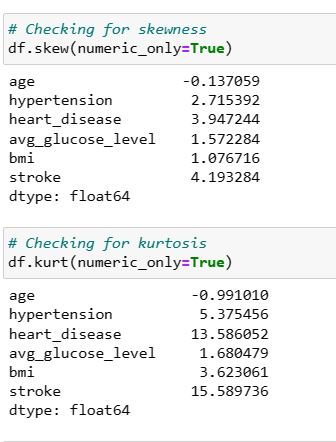 # Checking for skewness
df.skew(numeric_only=True)
age -0.137059
hypertension 2.715392
heart_disease 3.947244
avg_glucose_level 1.572284
bmi 1.076716
stroke 4.193284
dtype: float64
# Checking for kurtosis
df.kurt(numeric_only=True)
age -0.991010
hypertension 5.375456
heart_disease 13.586052
avg_glucose_level 1.680479
bmi 3.623061
stroke 15.589736
dtype: float64